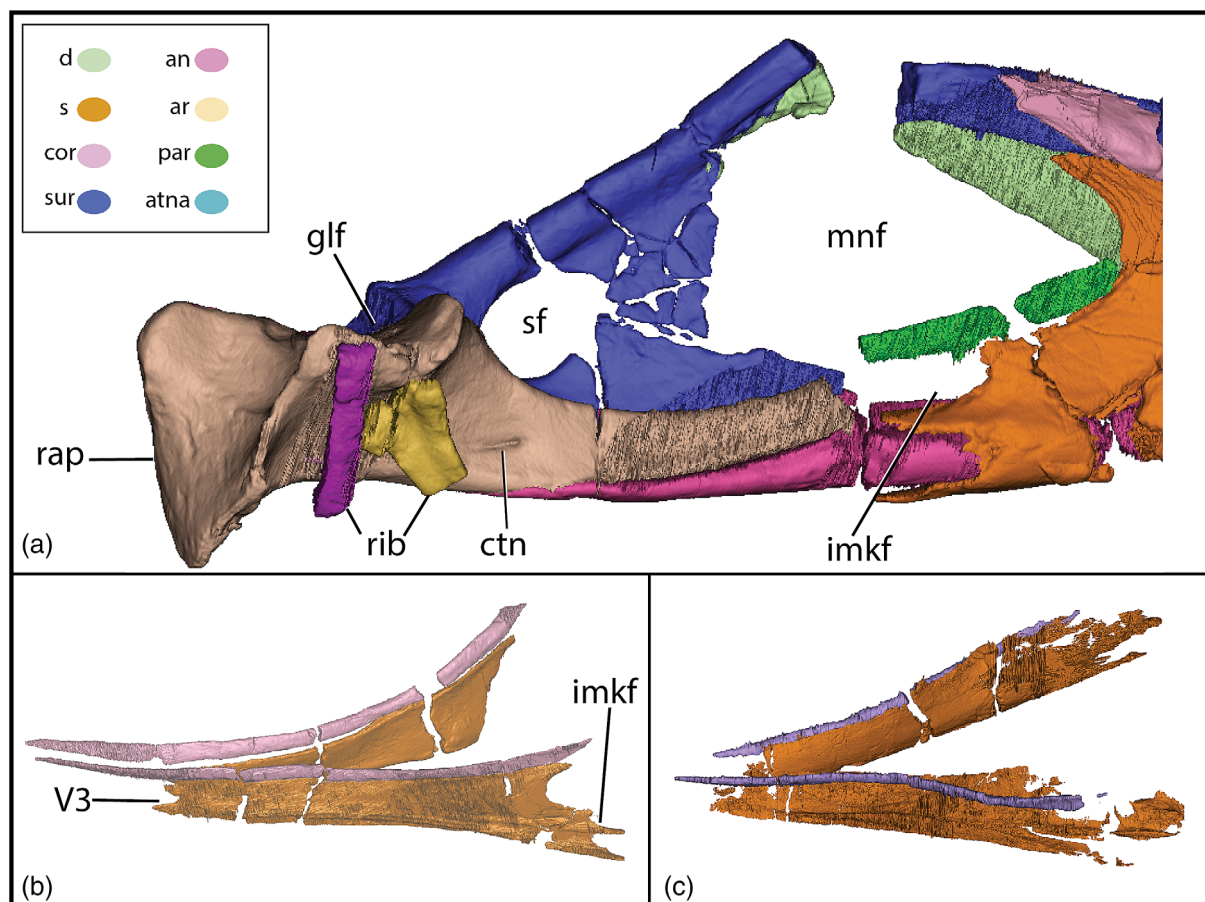 d an
s ar
cor par
sur atna
glf
mnf
sf
rap
rib
ctn
imkf
(a)
imkf
V3
(b)
(c)